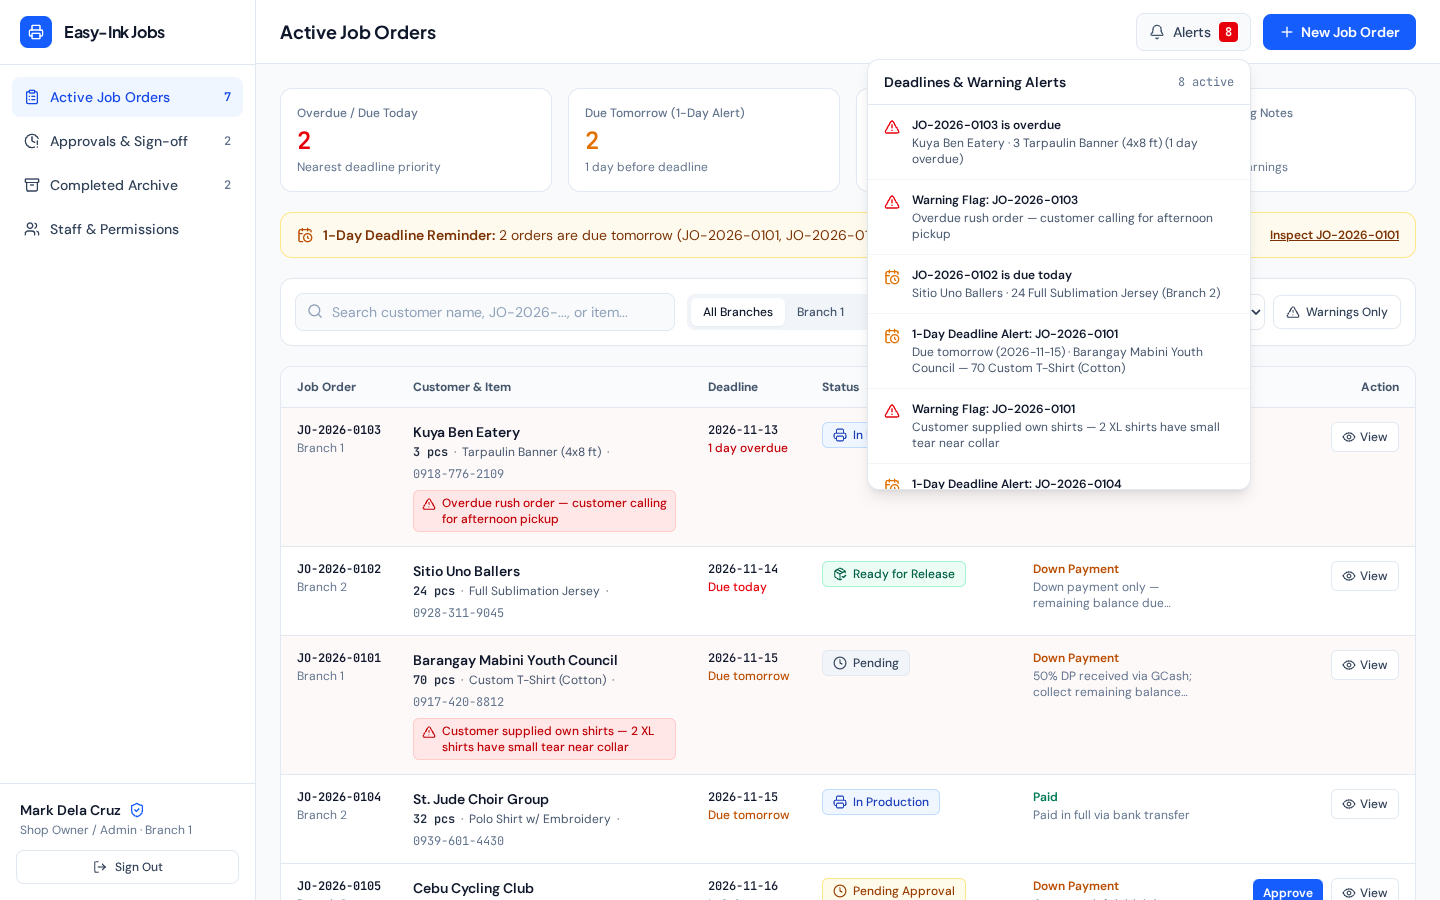 Easy-Ink Jobs
Active Job Orders 7
Approvals & Sign-off 2
Completed Archive 2
Staff & Permissions
Mark Dela Cruz
Shop Owner / Admin · Branch 1
Sign Out
Active Job Orders
Alerts 8
New Job Order
Overdue / Due Today
2
Nearest deadline priority
Due Tomorrow (1-Day Alert)
2
1 day before deadline
Notes
Deadlines & Warning Alerts 8 active
JO-2026-0103 is overdue
Kuya Ben Eatery · 3 Tarpaulin Banner (4x8 ft) (1 day
overdue)
Warning Flag: JO-2026-0103
Overdue rush order — customer calling for afternoon
pickup
JO-2026-0102 is due today
Sitio Uno Ballers · 24 Full Sublimation Jersey (Branch 2)
1-Day Deadline Alert: JO-2026-0101
Due tomorrow (2026-11-15) · Barangay Mabini Youth
Council — 70 Custom T-Shirt (Cotton)
Warning Flag: JO-2026-0101
Customer supplied own shirts — 2 XL shirts have small
tear near collar
1-Day Deadline Alert: JO-2026-0104
1-Day Deadline Reminder: 2 orders are due tomorrow (JO-2026-0101, JO-2026-01
Inspect JO-2026-0101
Search customer name, JO-2026-..., or item...
All Branches
Branch 1
Warnings Only
Job Order Customer & Item Deadline Status Action
JO-2026-0103
Branch 1
Kuya Ben Eatery
3 pcs · Tarpaulin Banner (4x8 ft) ·
0918-776-2109
Overdue rush order — customer calling
for afternoon pickup
2026-11-13
1 day overdue
In
View
JO-2026-0102
Branch 2
Sitio Uno Ballers
24 pcs · Full Sublimation Jersey ·
0928-311-9045
2026-11-14
Due today
Ready for Release
Down Payment
Down payment only —
remaining balance due…
View
JO-2026-0101
Branch 1
Barangay Mabini Youth Council
70 pcs · Custom T-Shirt (Cotton) ·
0917-420-8812
Customer supplied own shirts — 2 XL
shirts have small tear near collar
2026-11-15
Due tomorrow
Pending
Down Payment
50% DP received via GCash;
collect remaining balance…
View
JO-2026-0104
Branch 2
St. Jude Choir Group
32 pcs · Polo Shirt w/ Embroidery ·
0939-601-4430
2026-11-15
Due tomorrow
In Production
Paid
Paid in full via bank transfer
View
JO-2026-0105
Cebu Cycling Club
2026-11-16
Pending Approval
Down Payment
Approve
View